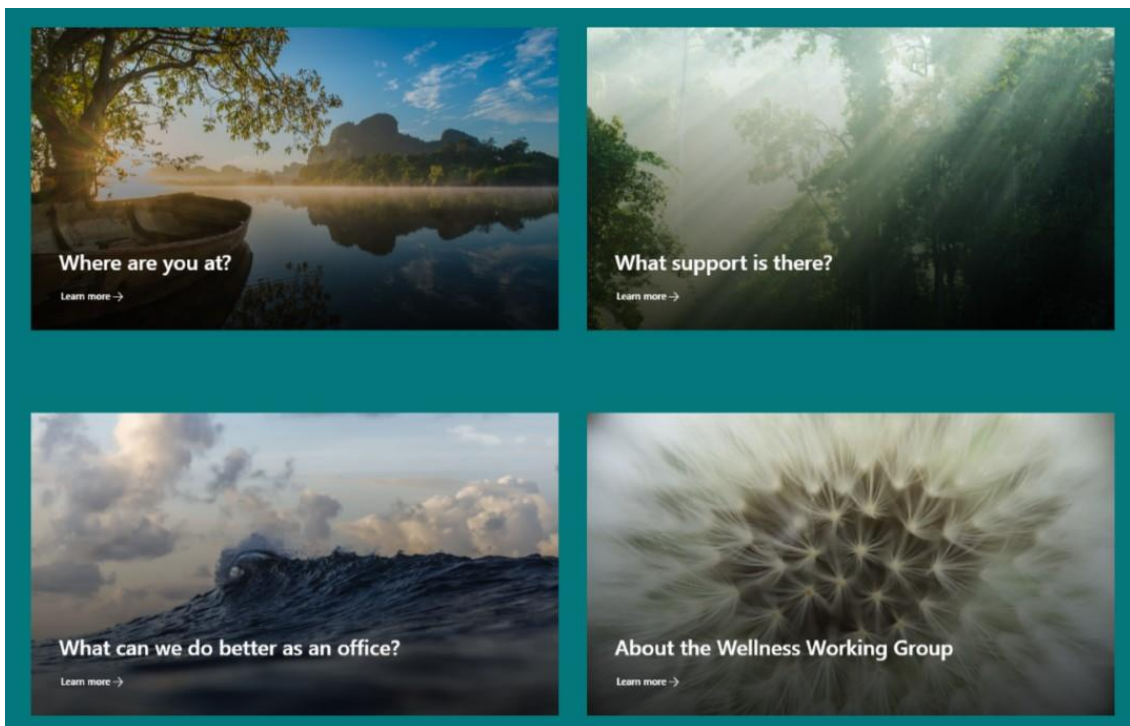 Where are you at?
Learn more →
What support is there?
Learn more →
What can we do better as an office?
Learn more →
About the Wellness Working Group
Learn more →